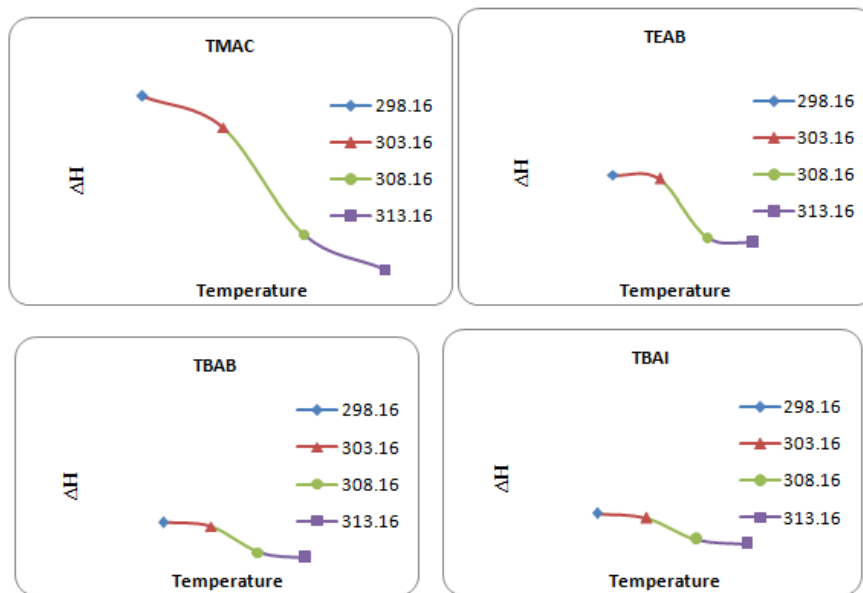 TMAC
298.16
303.16
308.16
313.16
ΔH
Temperature
TEAB
298.16
303.16
308.16
313.16
ΔH
Temperature
TBAB
298.16
303.16
308.16
313.16
ΔH
Temperature
TBAI
298.16
303.16
308.16
313.16
ΔH
Temperature